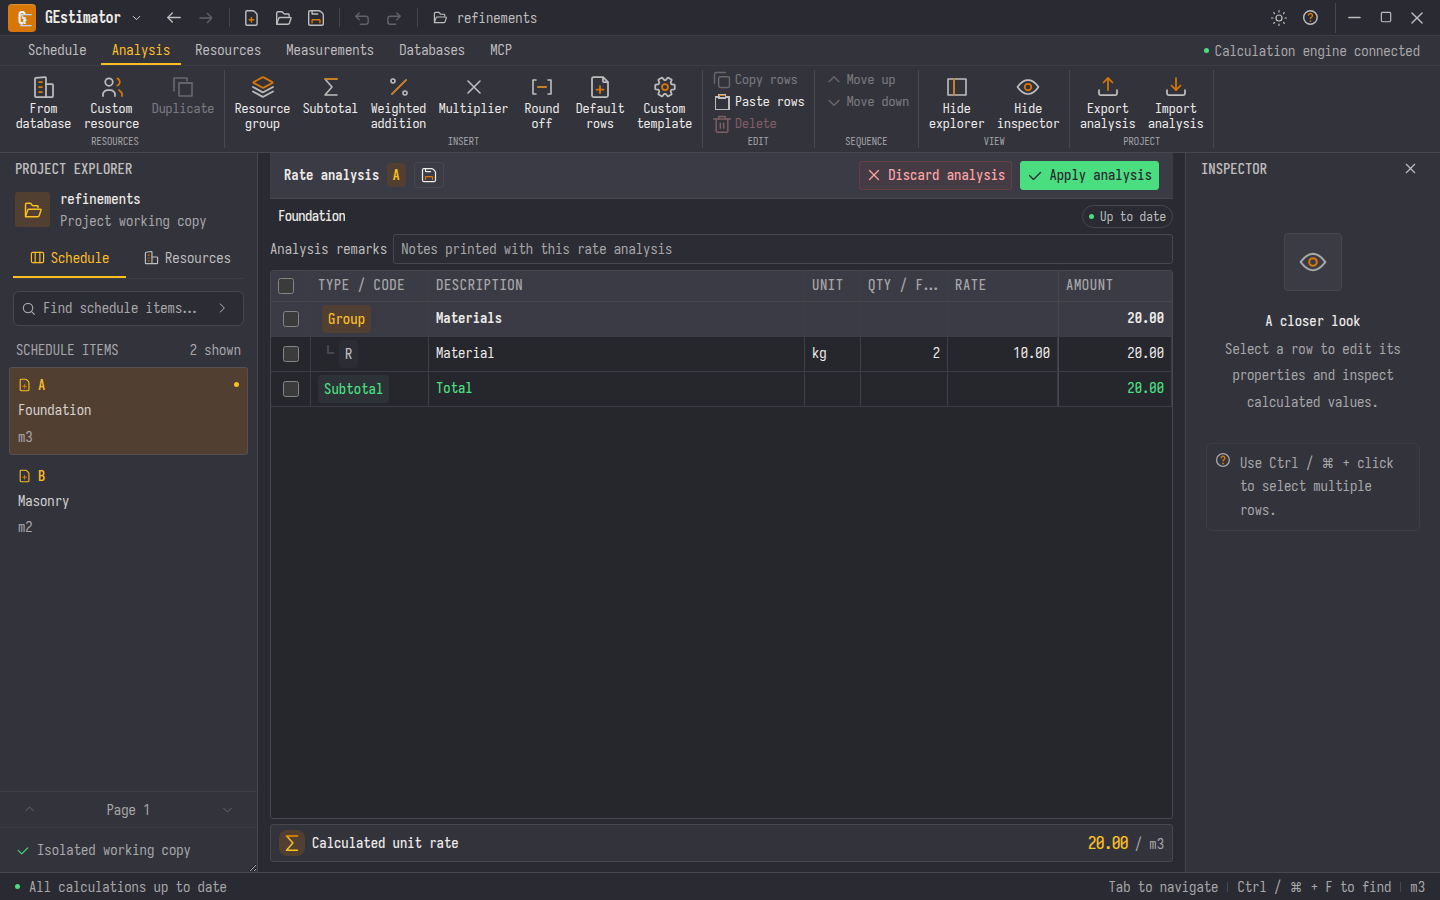 GEstimator
refinements
Schedule Analysis Resources Measurements Databases MCP
Calculation engine connected
From database
Custom resource
Duplicate
RESOURCES
Resource group
Subtotal
Weighted addition
Multiplier
Round off
Default rows
Custom template
INSERT
Copy rows
Paste rows
Delete
EDIT
Move up
Move down
SEQUENCE
Hide explorer
Hide inspector
VIEW
Export analysis
Import analysis
PROJECT
PROJECT EXPLORER
refinements
Project working copy
Schedule Resources
Find schedule items...
SCHEDULE ITEMS 2 shown
A
Foundation
m3
B
Masonry
m2
Page 1
Isolated working copy
Rate analysis A
Discard analysis
Apply analysis
Foundation
Up to date
Analysis remarks Notes printed with this rate analysis
TYPE / CODE DESCRIPTION UNIT QTY / F... RATE AMOUNT
Group Materials 20.00
R Material kg 2 10.00 20.00
Subtotal Total 20.00
Calculated unit rate 20.00 / m3
INSPECTOR
A closer look
Select a row to edit its
properties and inspect
calculated values.
Use Ctrl / ⌘ + click
to select multiple
rows.
All calculations up to date
Tab to navigate Ctrl / ⌘ + F to find m3